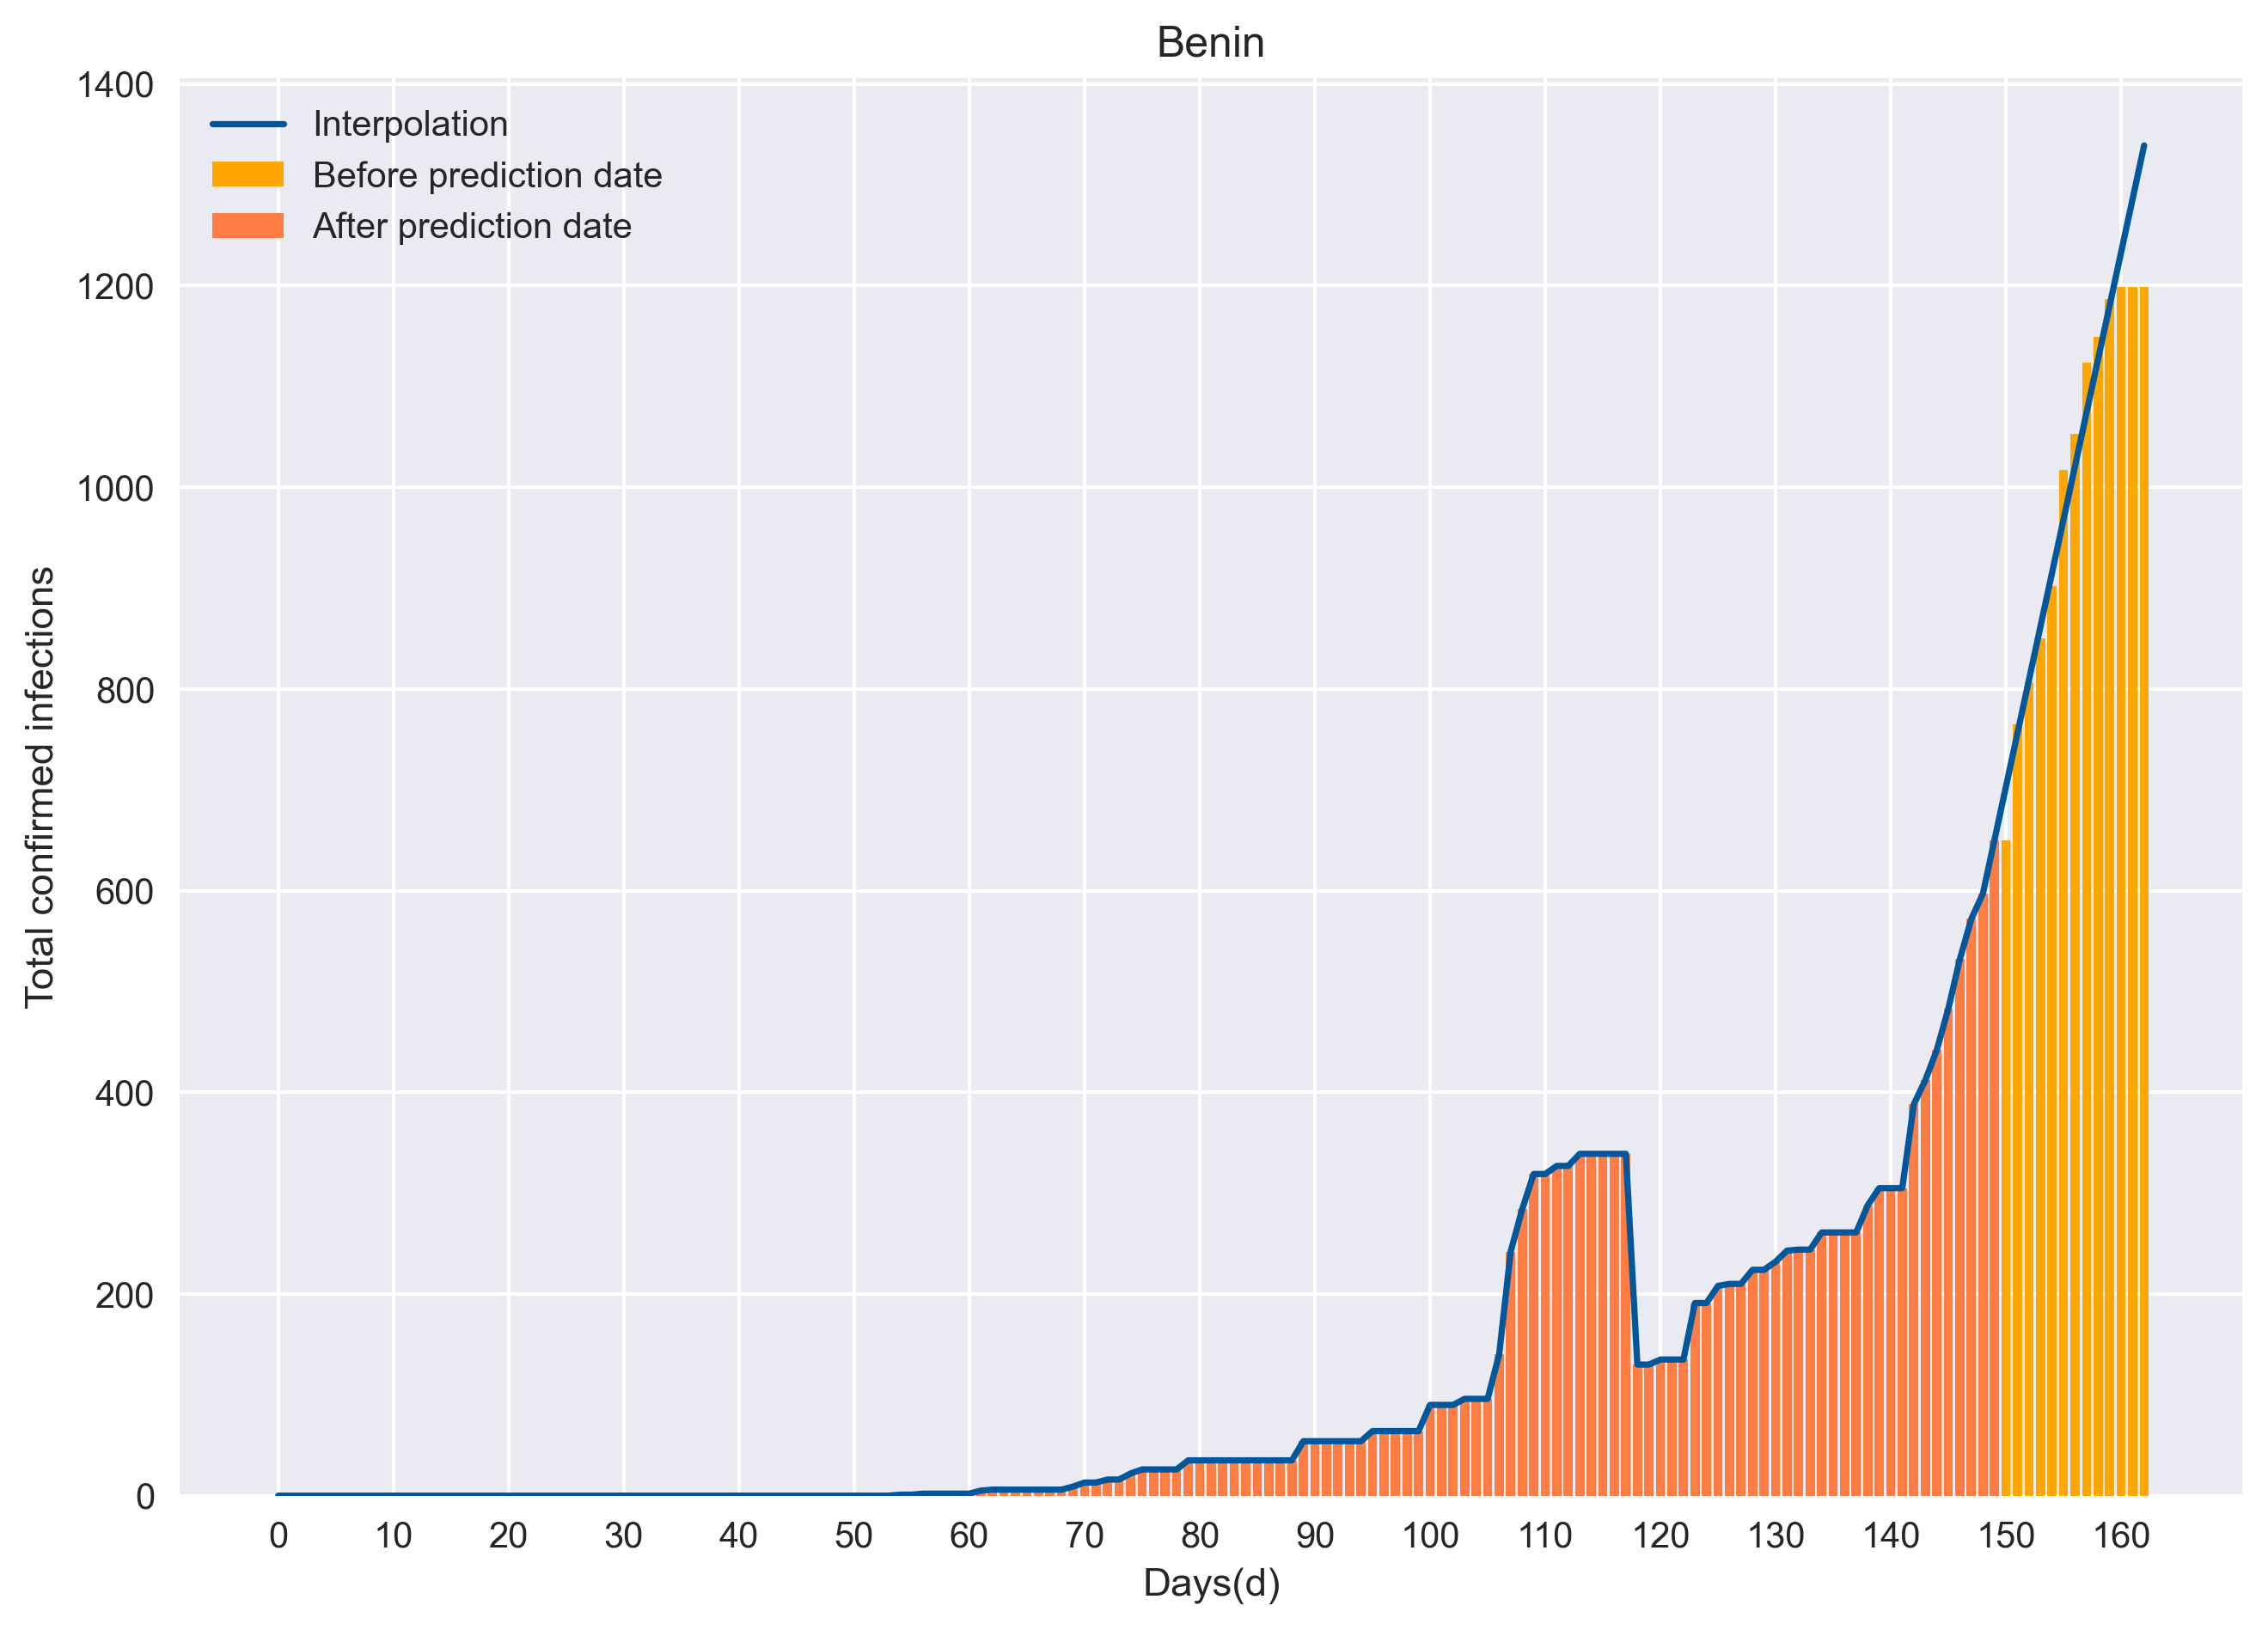 Benin
1400
1200
1000
800
600
400
200
0
Total confirmed infections
Interpolation
Before prediction date
After prediction date
0 10 20 30 40 50 60 70 80 90 100 110 120 130 140 150 160
Days(d)